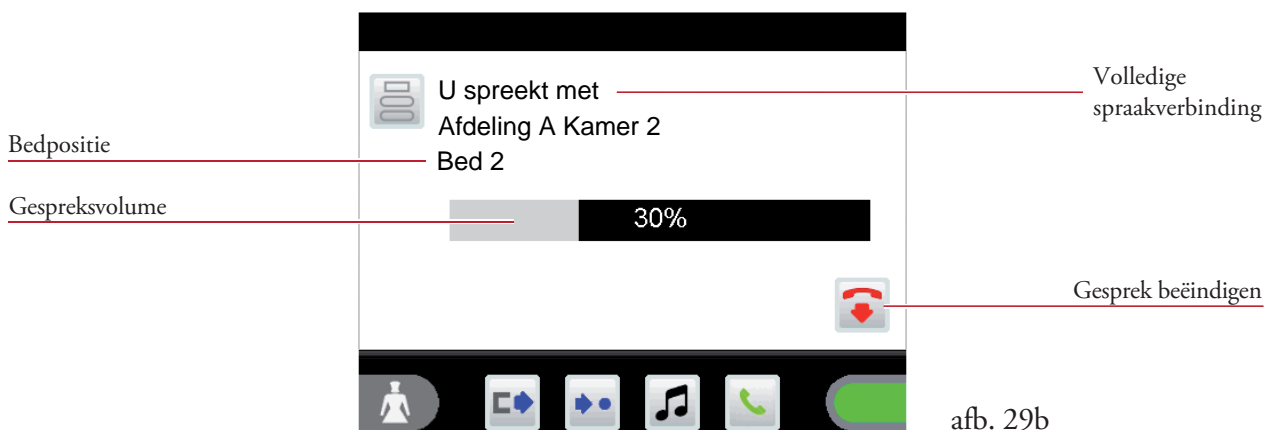 U spreekt met
Afdeling A Kamer 2
Bed 2
30%
Bedpositie
Gespreksvolume
Volledige
spraakverbinding
Gesprek beëindigen
afb. 29b